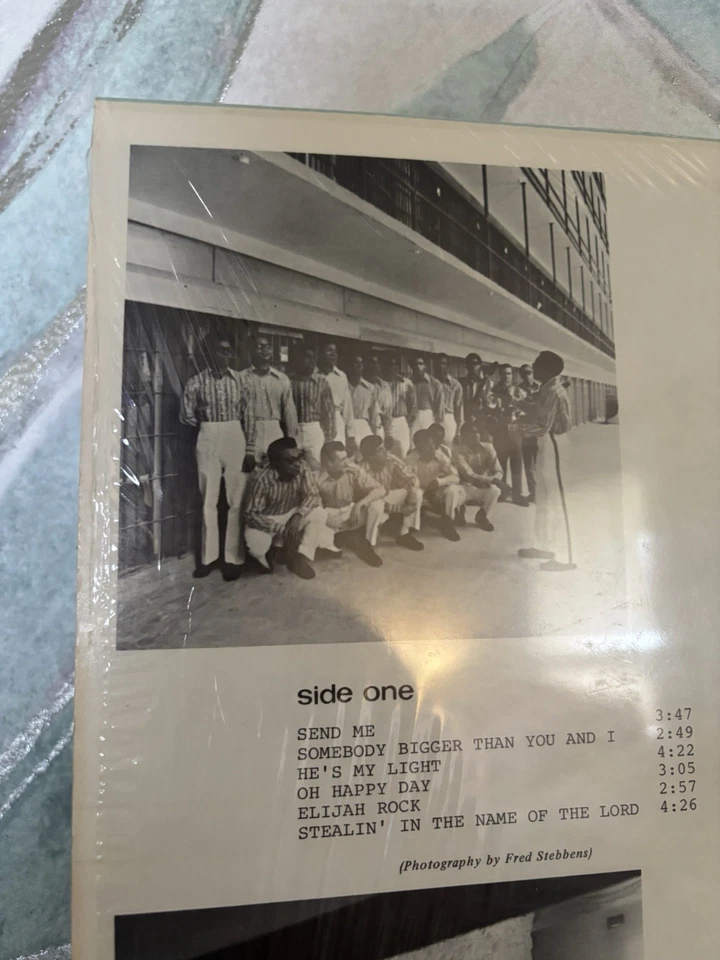 side one
SEND ME 3:47
SOMEBODY BIGGER THAN YOU AND I 2:49
HE'S MY LIGHT 4:22
OH HAPPY DAY 3:05
ELIJAH ROCK 2:57
STEALIN' IN THE NAME OF THE LORD 4:26
(Photography by Fred Stebbens)